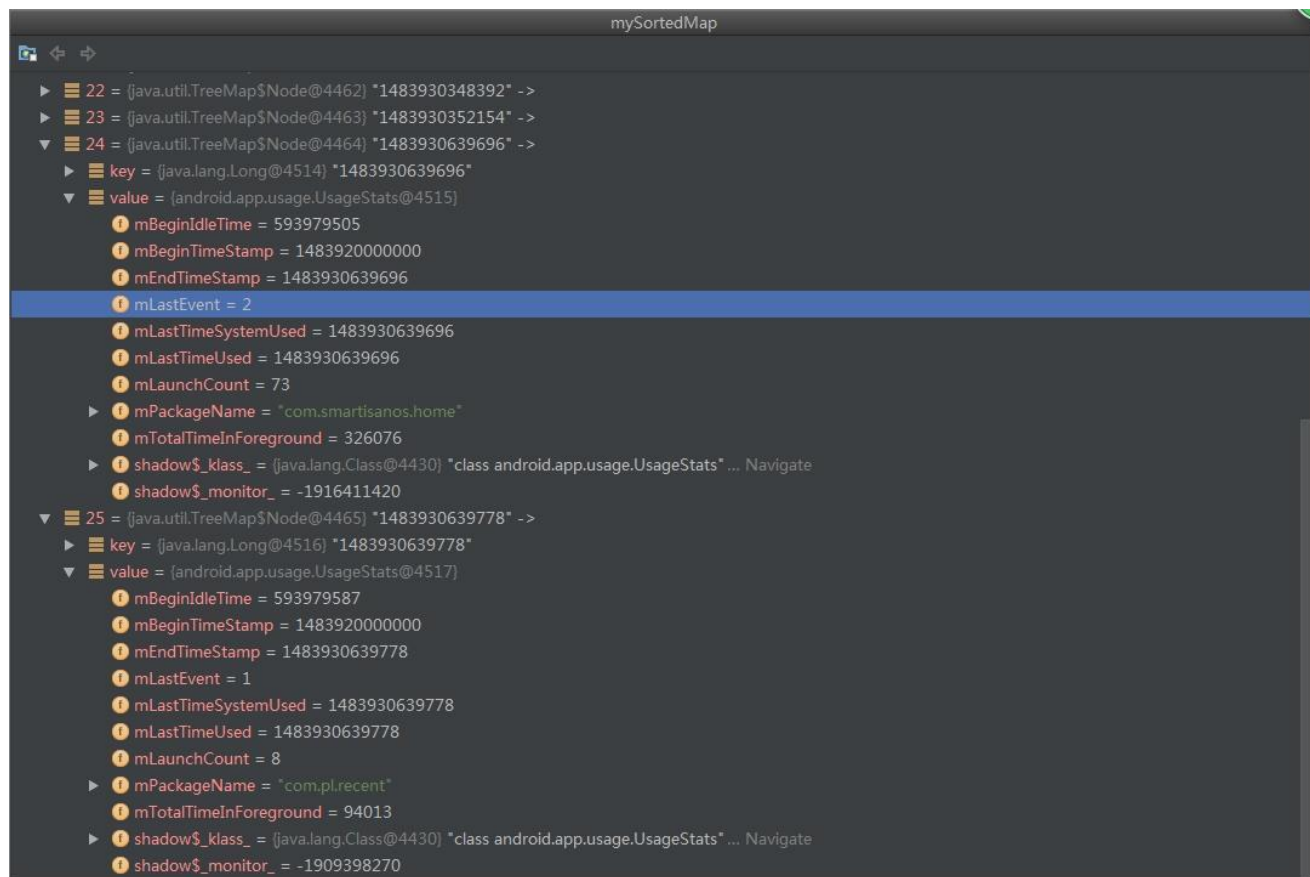 mySortedMap
22 = {java.util.TreeMap$Node@4462} "1483930348392" ->
23 = {java.util.TreeMap$Node@4463} "1483930352154" ->
24 = {java.util.TreeMap$Node@4464} "1483930639696" ->
key = {java.lang.Long@4514} "1483930639696"
value = {android.app.usage.UsageStats@4515}
mBeginIdleTime = 593979505
mBeginTimeStamp = 1483920000000
mEndTimeStamp = 1483930639696
mLastEvent = 2
mLastTimeSystemUsed = 1483930639696
mLastTimeUsed = 1483930639696
mLaunchCount = 73
mPackageName = "com.smartisanos.home"
mTotalTimeInForeground = 326076
shadow$_klass_ = {java.lang.Class@4430} "class android.app.usage.UsageStats" ... Navigate
shadow$_monitor_ = -1916411420
25 = {java.util.TreeMap$Node@4465} "1483930639778" ->
key = {java.lang.Long@4516} "1483930639778"
value = {android.app.usage.UsageStats@4517}
mBeginIdleTime = 593979587
mBeginTimeStamp = 1483920000000
mEndTimeStamp = 1483930639778
mLastEvent = 1
mLastTimeSystemUsed = 1483930639778
mLastTimeUsed = 1483930639778
mLaunchCount = 8
mPackageName = "com.pl.recent"
mTotalTimeInForeground = 94013
shadow$_klass_ = {java.lang.Class@4430} "class android.app.usage.UsageStats" ... Navigate
shadow$_monitor_ = -1909398270